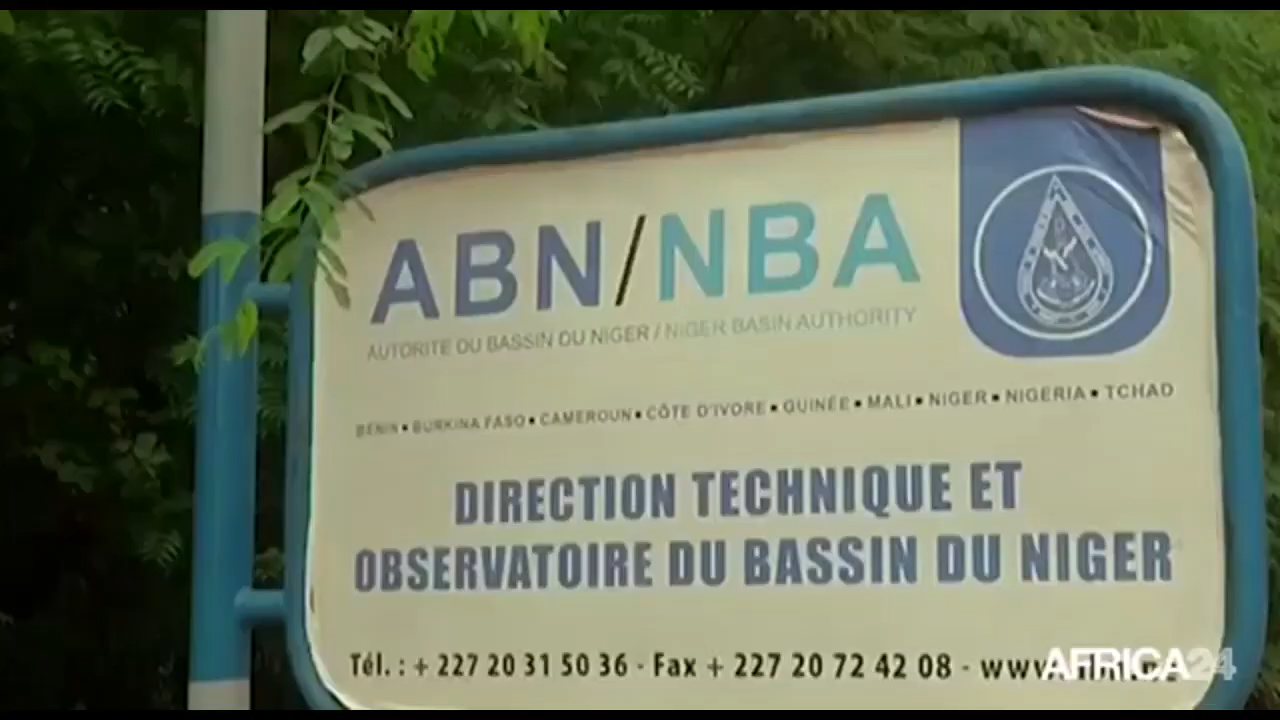 ABN/NBA
AUTORITE DU BASSIN DU NIGER / NIGER BASIN AUTHORITY
BÉNIN ▪ BURKINA FASO ▪ CAMEROUN ▪ CÔTE D'IVORE ▪ GUINÉE ▪ MALI ▪ NIGER ▪ NIGERIA ▪ TCHAD
DIRECTION TECHNIQUE ET
OBSERVATOIRE DU BASSIN DU NIGER
Tél. : + 227 20 31 50 36 - Fax + 227 20 72 42 08 -
AFRICA24